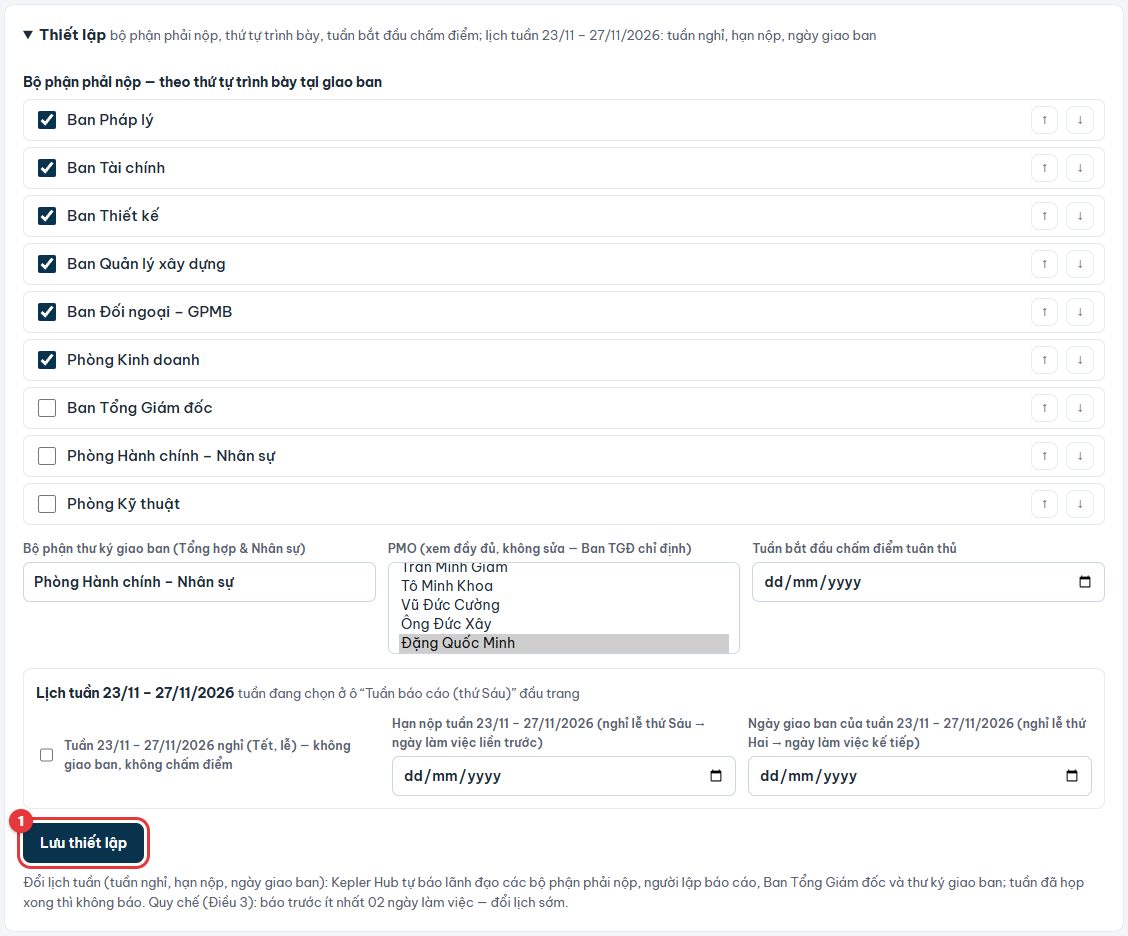 ▼ Thiết lập bộ phận phải nộp, thứ tự trình bày, tuần bắt đầu chấm điểm; lịch tuần 23/11 – 27/11/2026: tuần nghỉ, hạn nộp, ngày giao ban
Bộ phận phải nộp — theo thứ tự trình bày tại giao ban
Ban Pháp lý ↑ ↓
Ban Tài chính ↑ ↓
Ban Thiết kế ↑ ↓
Ban Quản lý xây dựng ↑ ↓
Ban Đối ngoại – GPMB ↑ ↓
Phòng Kinh doanh ↑ ↓
Ban Tổng Giám đốc ↑ ↓
Phòng Hành chính – Nhân sự ↑ ↓
Phòng Kỹ thuật ↑ ↓
Bộ phận thư ký giao ban (Tổng hợp & Nhân sự)
Phòng Hành chính – Nhân sự
PMO (xem đầy đủ, không sửa — Ban TGĐ chỉ định)
Trần Minh Giám
Tô Minh Khoa
Vũ Đức Cường
Ông Đức Xây
Đặng Quốc Minh
Tuần bắt đầu chấm điểm tuân thủ
dd/mm/yyyy
Lịch tuần 23/11 – 27/11/2026 tuần đang chọn ở ô “Tuần báo cáo (thứ Sáu)” đầu trang
Tuần 23/11 – 27/11/2026 nghỉ (Tết, lễ) — không
giao ban, không chấm điểm
Hạn nộp tuần 23/11 – 27/11/2026 (nghỉ lễ thứ Sáu →
ngày làm việc liền trước)
dd/mm/yyyy
Ngày giao ban của tuần 23/11 – 27/11/2026 (nghỉ lễ thứ
Hai → ngày làm việc kế tiếp)
dd/mm/yyyy
1
Lưu thiết lập
Đổi lịch tuần (tuần nghỉ, hạn nộp, ngày giao ban): Kepler Hub tự báo lãnh đạo các bộ phận phải nộp, người lập báo cáo, Ban Tổng Giám đốc và thư ký giao ban; tuần đã họp
xong thì không báo. Quy chế (Điều 3): báo trước ít nhất 02 ngày làm việc — đổi lịch sớm.